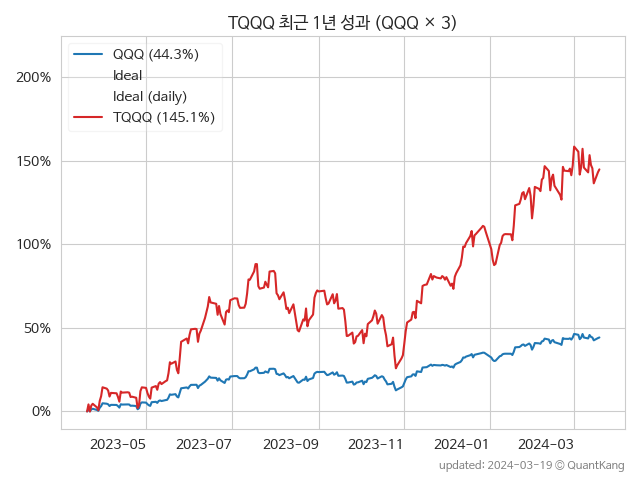 TQQQ 최근 1년 성과 (QQQ × 3)
QQQ (44.3%)
Ideal
Ideal (daily)
TQQQ (145.1%)
200%
150%
100%
50%
0%
2023-05 2023-07 2023-09 2023-11 2024-01 2024-03
updated: 2024-03-19 © QuantKang